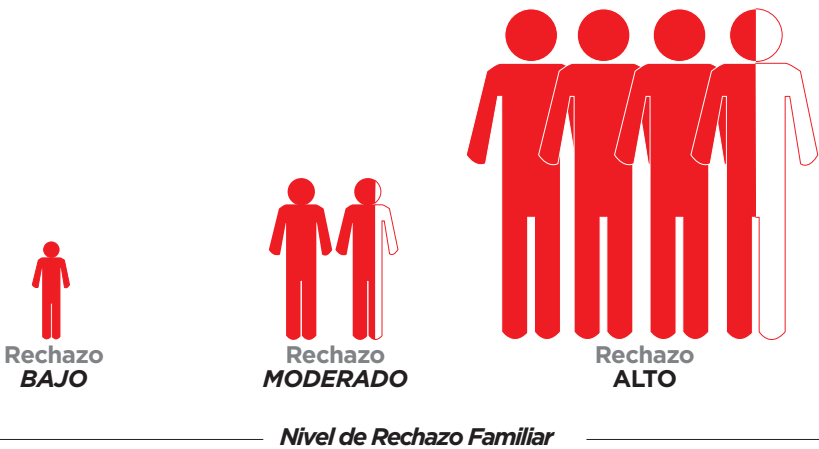 Rechazo
BAJO
Rechazo
MODERADO
Rechazo
ALTO
Nivel de Rechazo Familiar